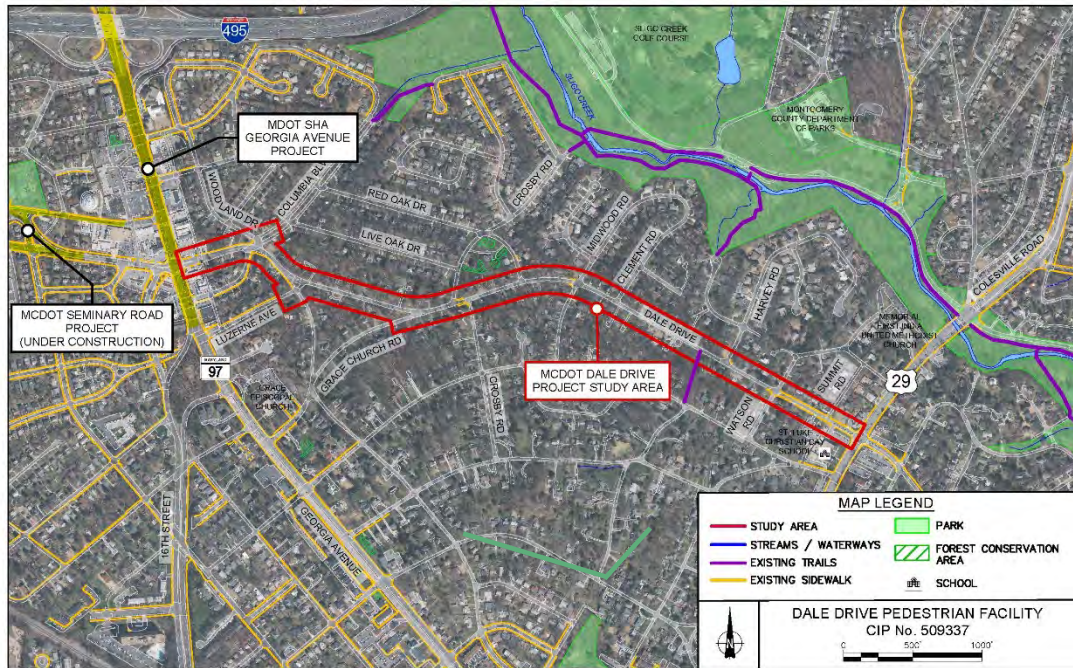 495
SLIGO CREEK
GOLF COURSE
SLIGO CREEK
MONTGOMERY
COUNTY DEPARTMENT
OF PARKS
MDOT SHA
GEORGIA AVENUE
PROJECT
WOODLAND DR
COLUMBIA BL
RED OAK DR
LIVE OAK DR
CROSBY RD
MIDWOOD RD
CLEMENT RD
HARVEY RD
COLESVILLE ROAD
MCDOT SEMINARY ROAD
PROJECT
(UNDER CONSTRUCTION)
LUZERNE AVE
GRACE CHURCH RD
DALE DRIVE
MEMORIAL
UNITED METHODIST
CHURCH
MARYLAND
97
GRACE
EPISCOPAL
CHURCH
MCDOT DALE DRIVE
PROJECT STUDY AREA
CROSBY RD
SUMMIT
RD
29
WATSON
RD
ST. LUKE
CHRISTIAN DAY
SCHOOL
16TH STREET
GEORGIA AVENUE
MAP LEGEND
STUDY AREA
STREAMS / WATERWAYS
EXISTING TRAILS
EXISTING SIDEWALK
PARK
FOREST CONSERVATION
AREA
SCHOOL
DALE DRIVE PEDESTRIAN FACILITY
CIP No. 509337
0 500' 1000'